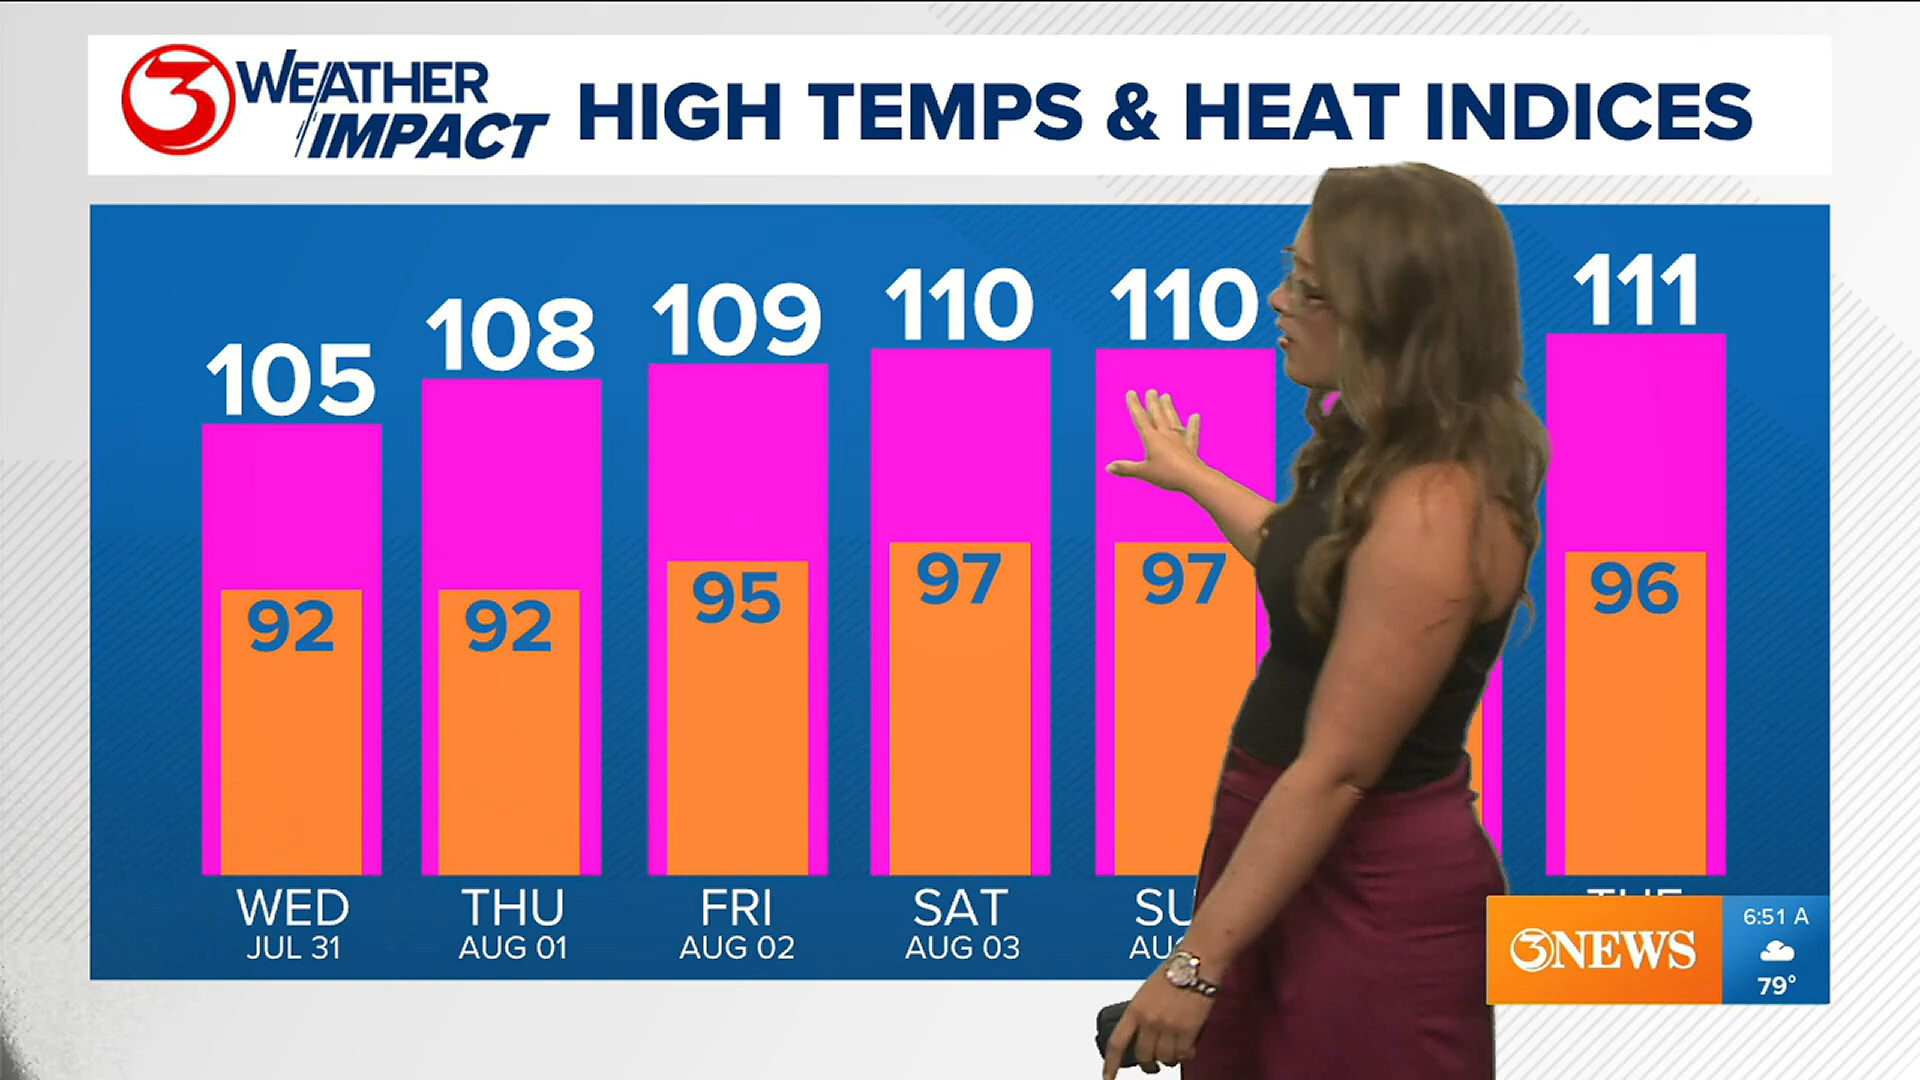 3 WEATHER IMPACT
HIGH TEMPS & HEAT INDICES
105 108 109 110 110 111
92 92 95 97 97 96
WED THU FRI SAT
JUL 31 AUG 01 AUG 02 AUG 03
3NEWS
6:51 A
79°